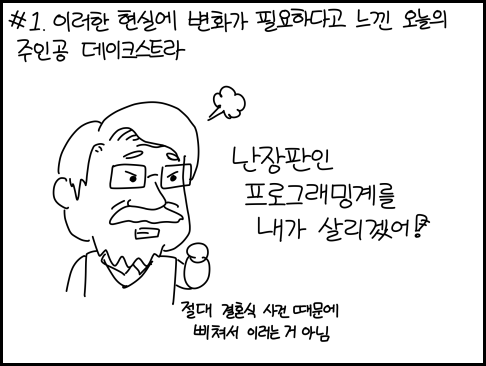 #1. 이러한 현실에 변화가 필요하다고 느낀 오늘의
주인공 데이크스트라
난장판인
프로그래밍계를
내가 살리겠어!
절대 결혼식 사건 때문에
삐쳐서 이러는 거 아님